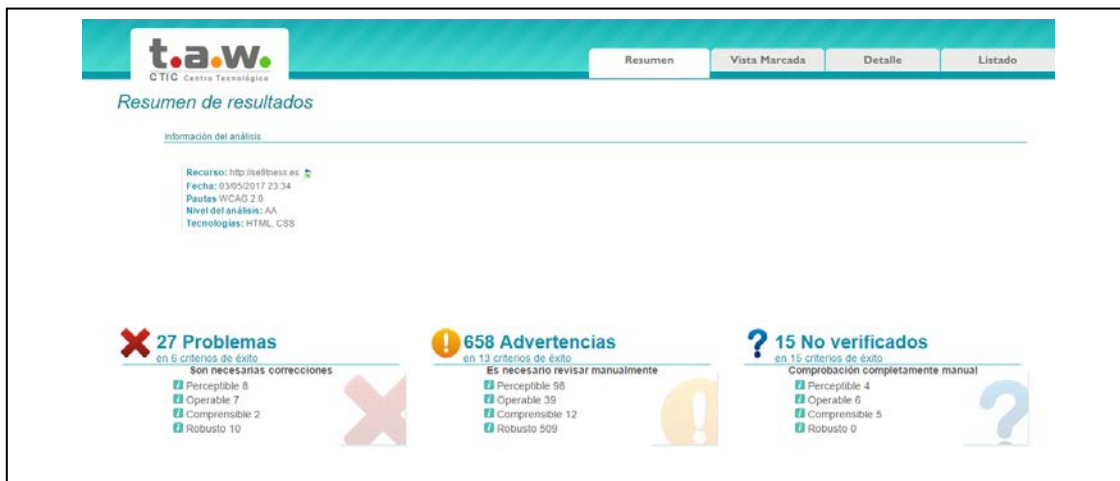 t.a.w.
CTIC Centro Tecnológico
Resumen
Vista Marcada
Detalle
Listado
Resumen de resultados
Información del análisis
Recurso: http://sefitness.es
Fecha: 03/05/2017 23:34
Pautas WCAG 2.0
Nivel del análisis: AA
Tecnologías: HTML, CSS
27 Problemas
en 6 criterios de éxito
Son necesarias correcciones
Perceptible 8
Operable 7
Comprensible 2
Robusto 10
658 Advertencias
en 13 criterios de éxito
Es necesario revisar manualmente
Perceptible 98
Operable 39
Comprensible 12
Robusto 509
15 No verificados
en 15 criterios de éxito
Comprobación completamente manual
Perceptible 4
Operable 6
Comprensible 5
Robusto 0